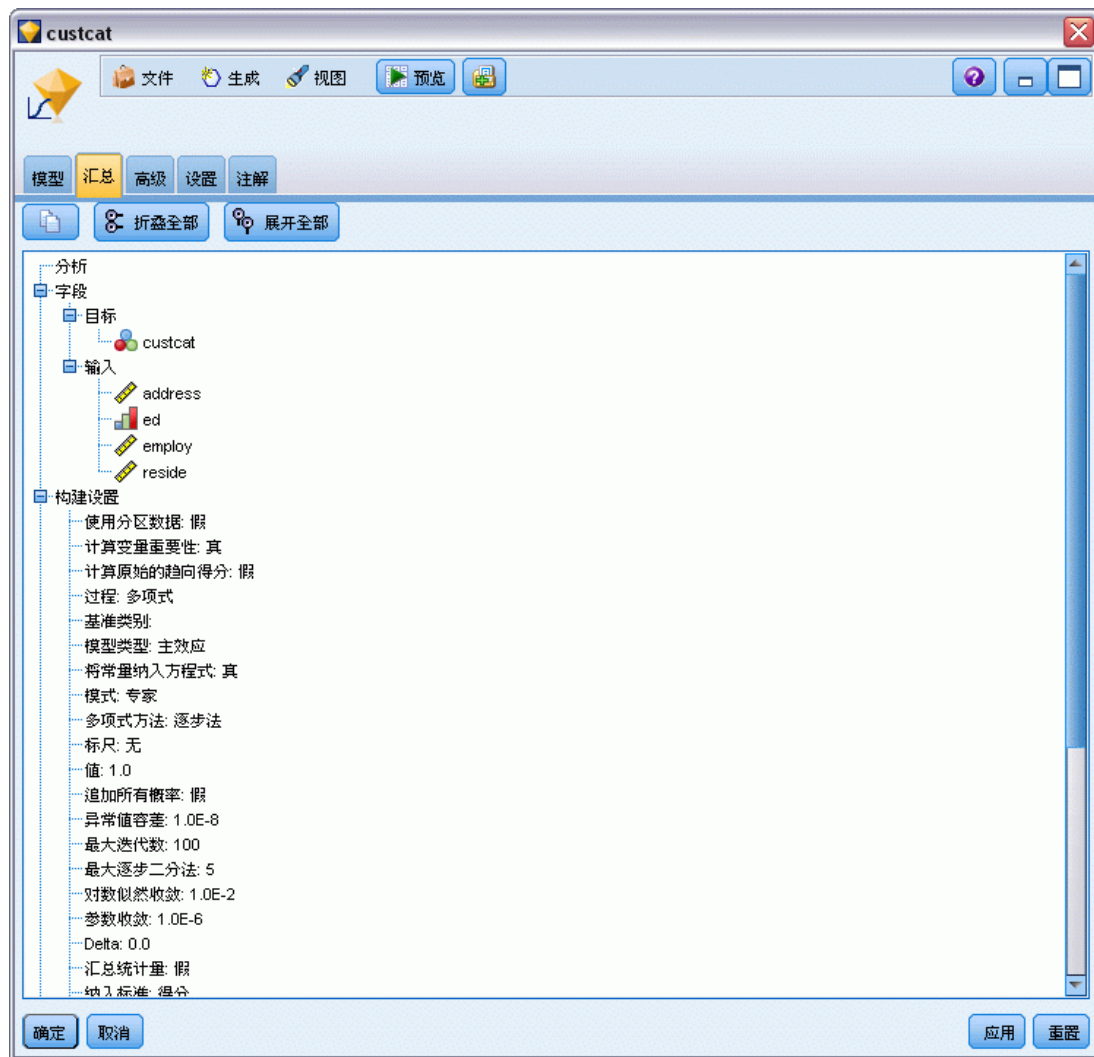 custcat
文件 生成 视图 预览
模型 汇总 高级 设置 注解
折叠全部 展开全部
分析
字段
目标
custcat
输入
address
ed
employ
reside
构建设置
使用分区数据: 假
计算变量重要性: 真
计算原始的趋向得分: 假
过程: 多项式
基准类别:
模型类型: 主效应
将常量纳入方程式: 真
模式: 专家
多项式方法: 逐步法
标尺: 无
值: 1.0
追加所有概率: 假
异常值容差: 1.0E-8
最大迭代数: 100
最大逐步二分法: 5
对数似然收敛: 1.0E-2
参数收敛: 1.0E-6
Delta: 0.0
汇总统计量: 假
纳入标准: 得分
确定 取消 应用 重置